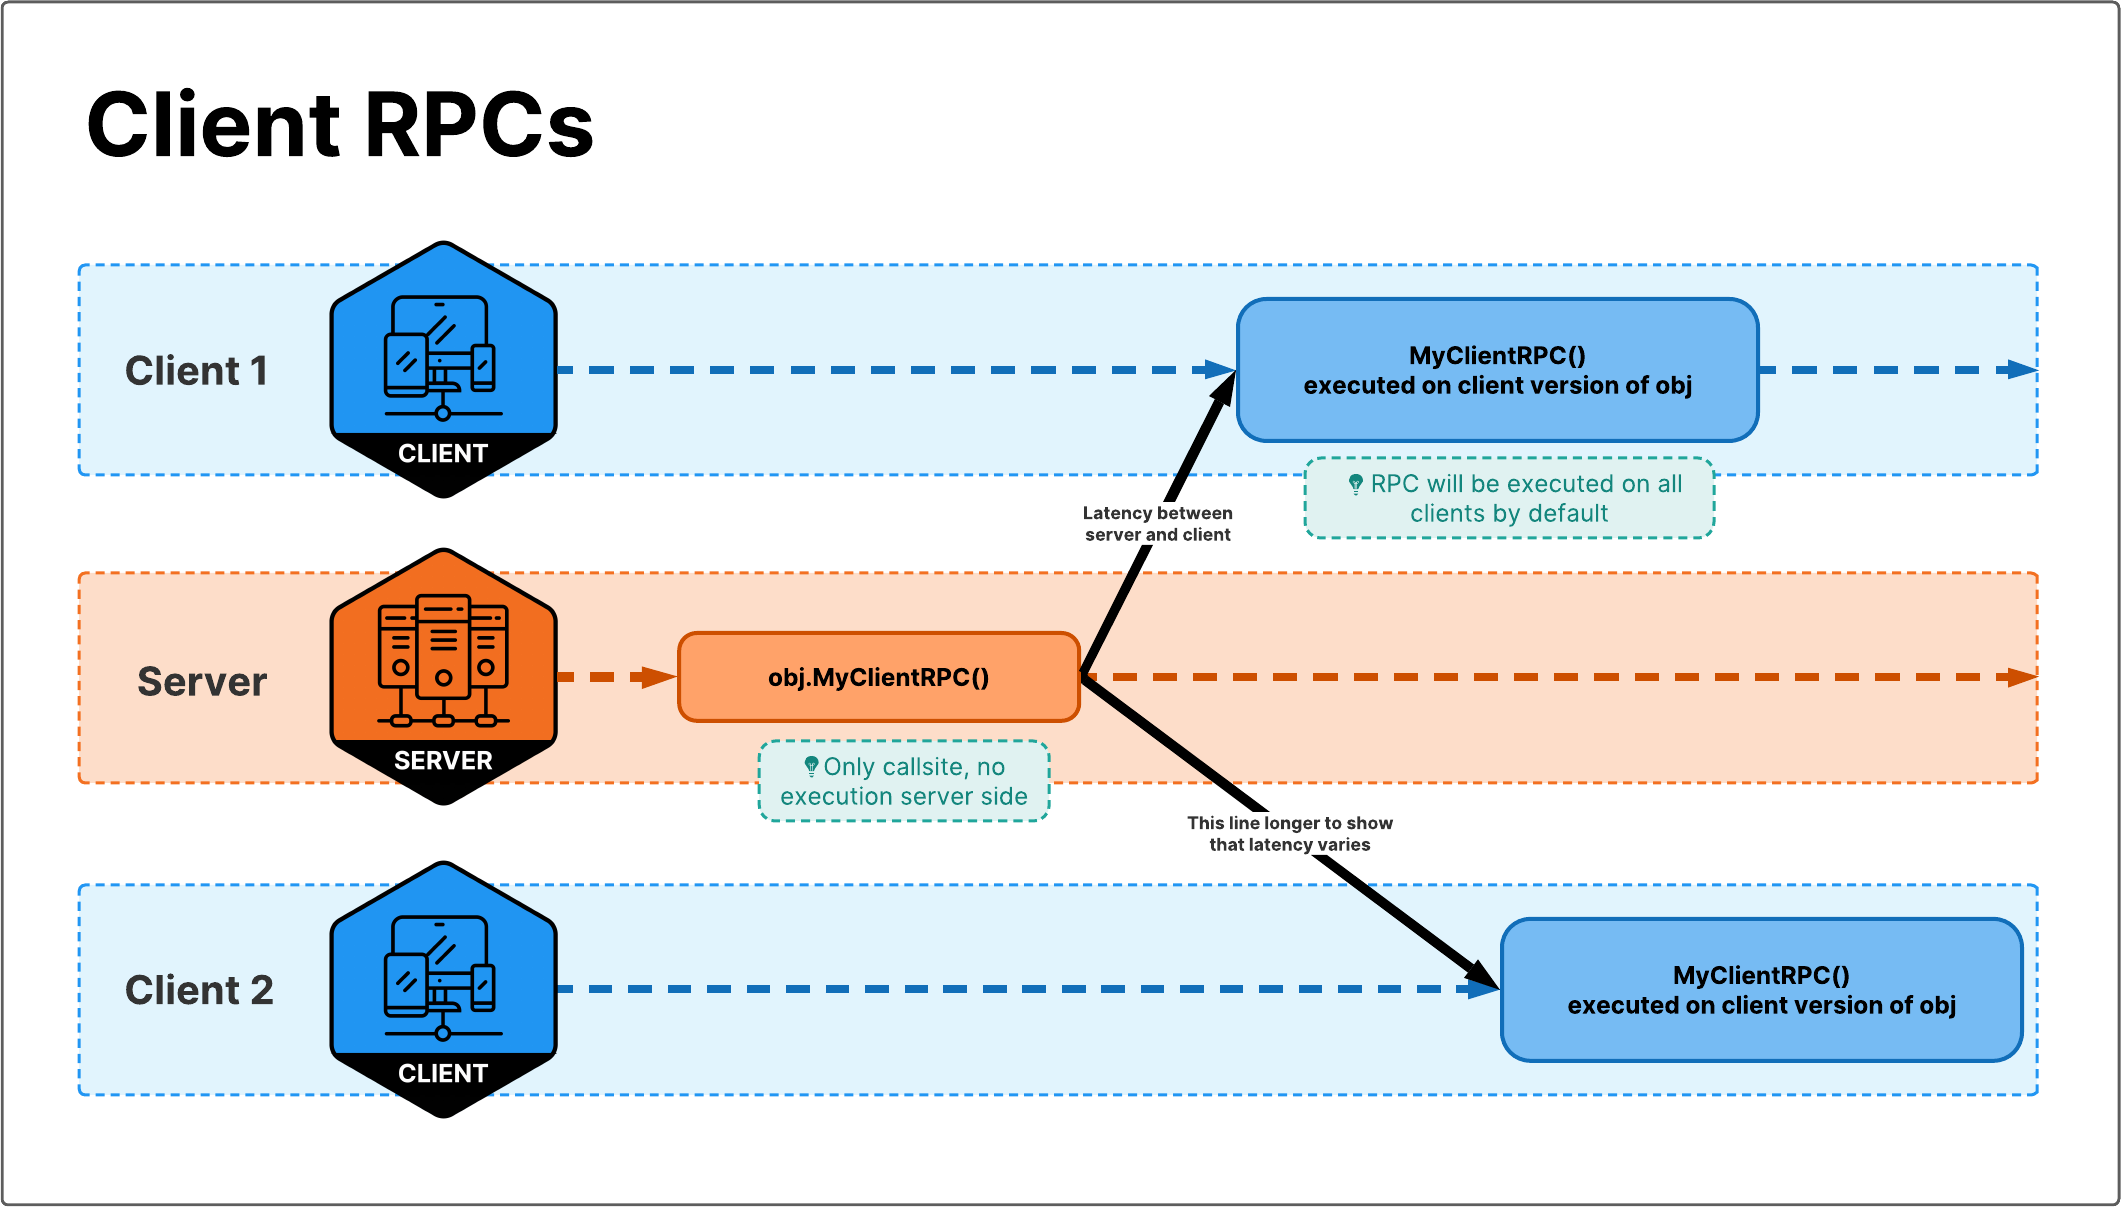 Client RPCs
Client 1
CLIENT
MyClientRPC()
executed on client version of obj
RPC will be executed on all
clients by default
Latency between
server and client
Server
SERVER
obj.MyClientRPC()
Only callsite, no
execution server side
This line longer to show
that latency varies
Client 2
CLIENT
MyClientRPC()
executed on client version of obj